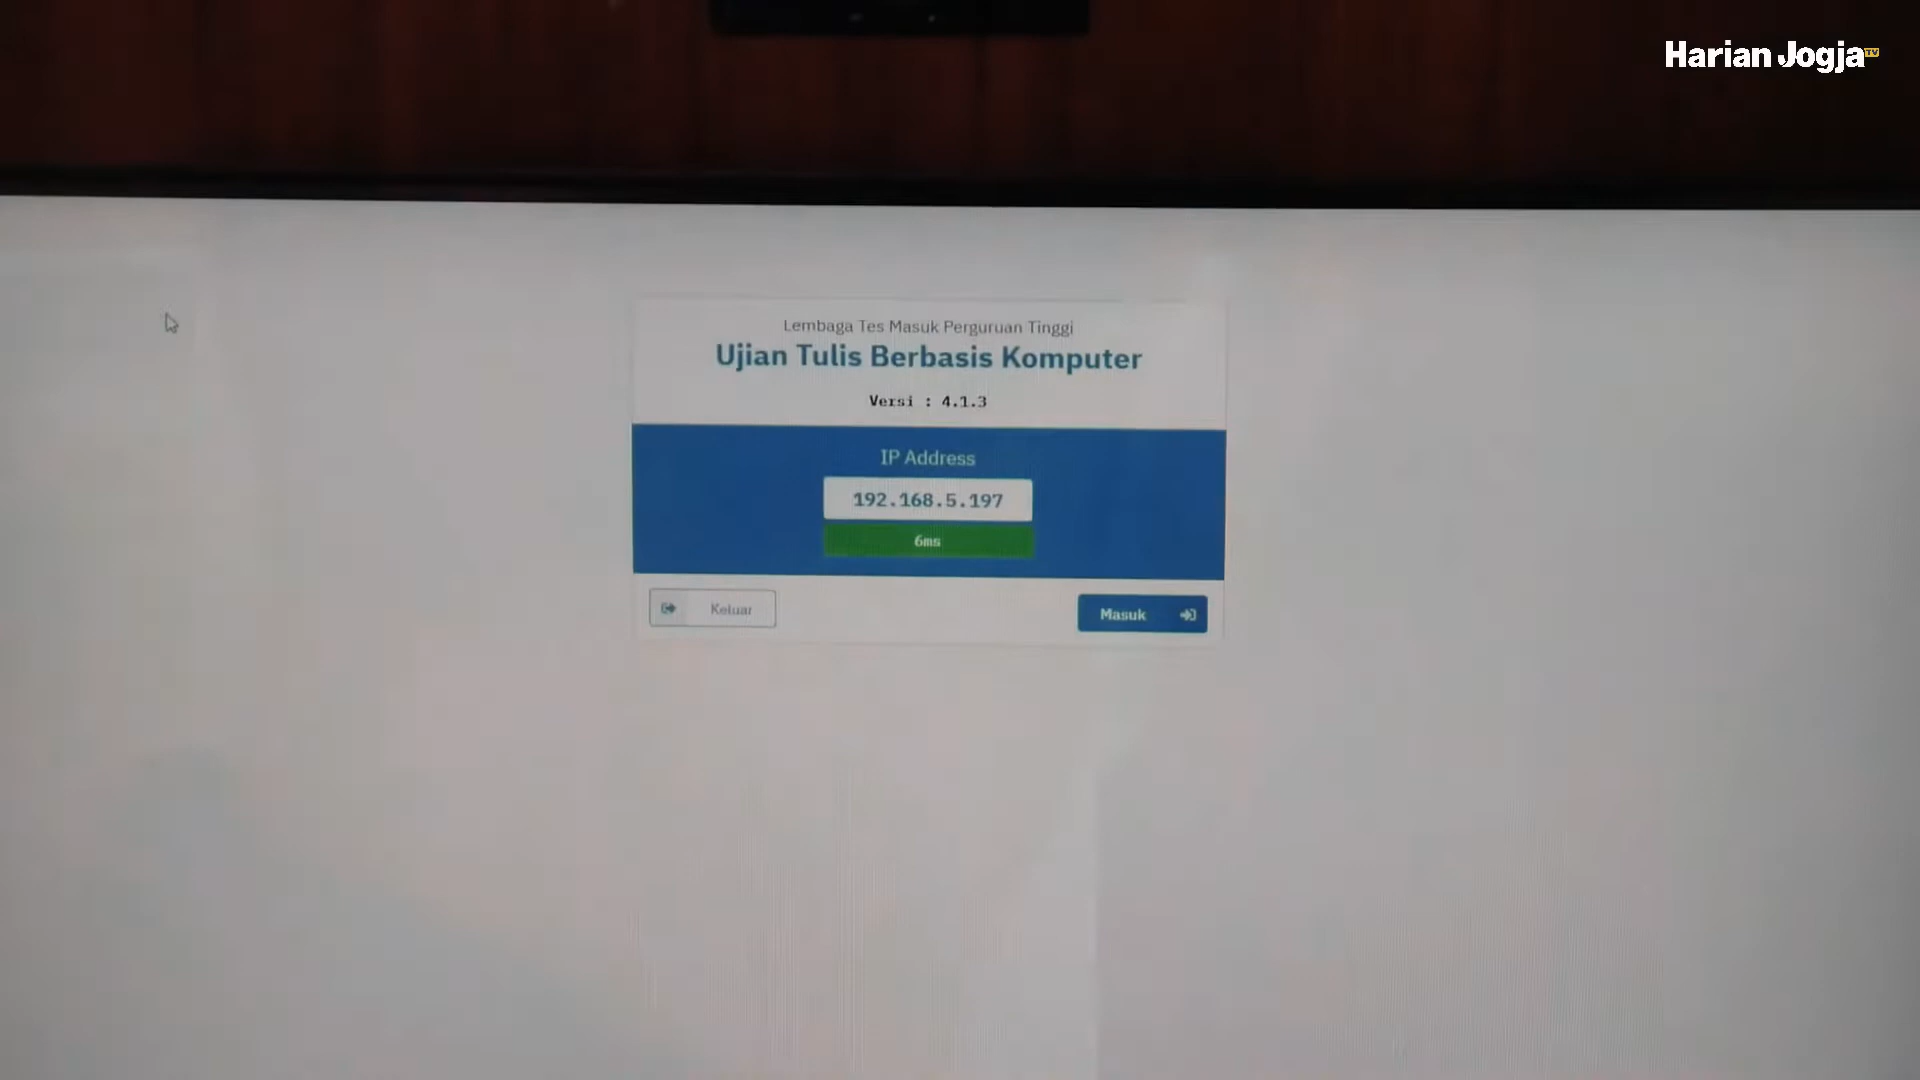 Harian Jogja TV
Lembaga Tes Masuk Perguruan Tinggi
Ujian Tulis Berbasis Komputer
Versi : 4.1.3
IP Address
192.168.5.197
6ms
Keluar
Masuk